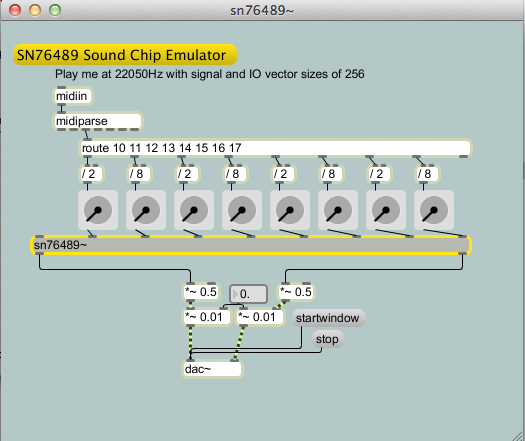 sn76489~
SN76489 Sound Chip Emulator
Play me at 22050Hz with signal and IO vector sizes of 256
midiin
midiparse
route 10 11 12 13 14 15 16 17
/ 2 / 8 / 2 / 8 / 2 / 8 / 2 / 8
sn76489~
*~ 0.5 0. *~ 0.5
*~ 0.01 *~ 0.01 startwindow
stop
dac~